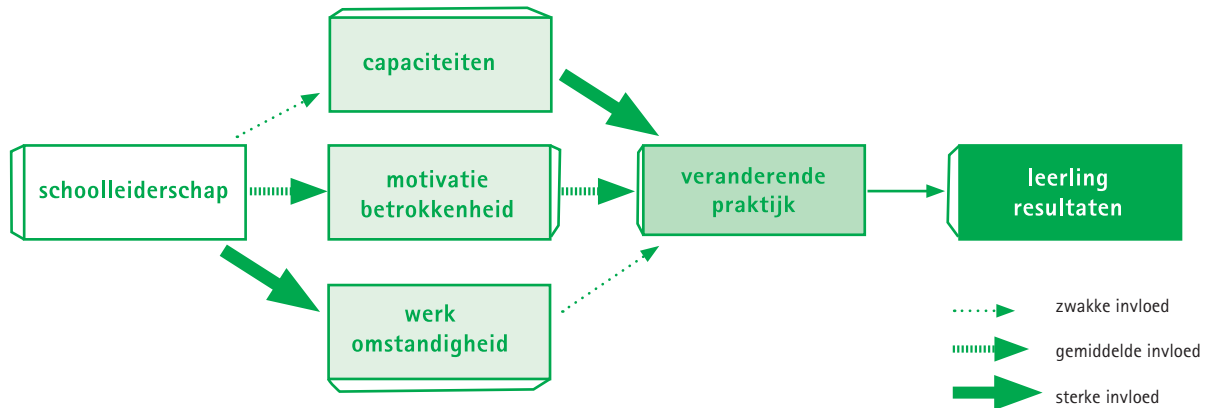 capaciteiten
schoolleiderschap
motivatie
betrokkenheid
veranderende
praktijk
leerling
resultaten
werk
omstandigheid
zwakke invloed
gemiddelde invloed
sterke invloed